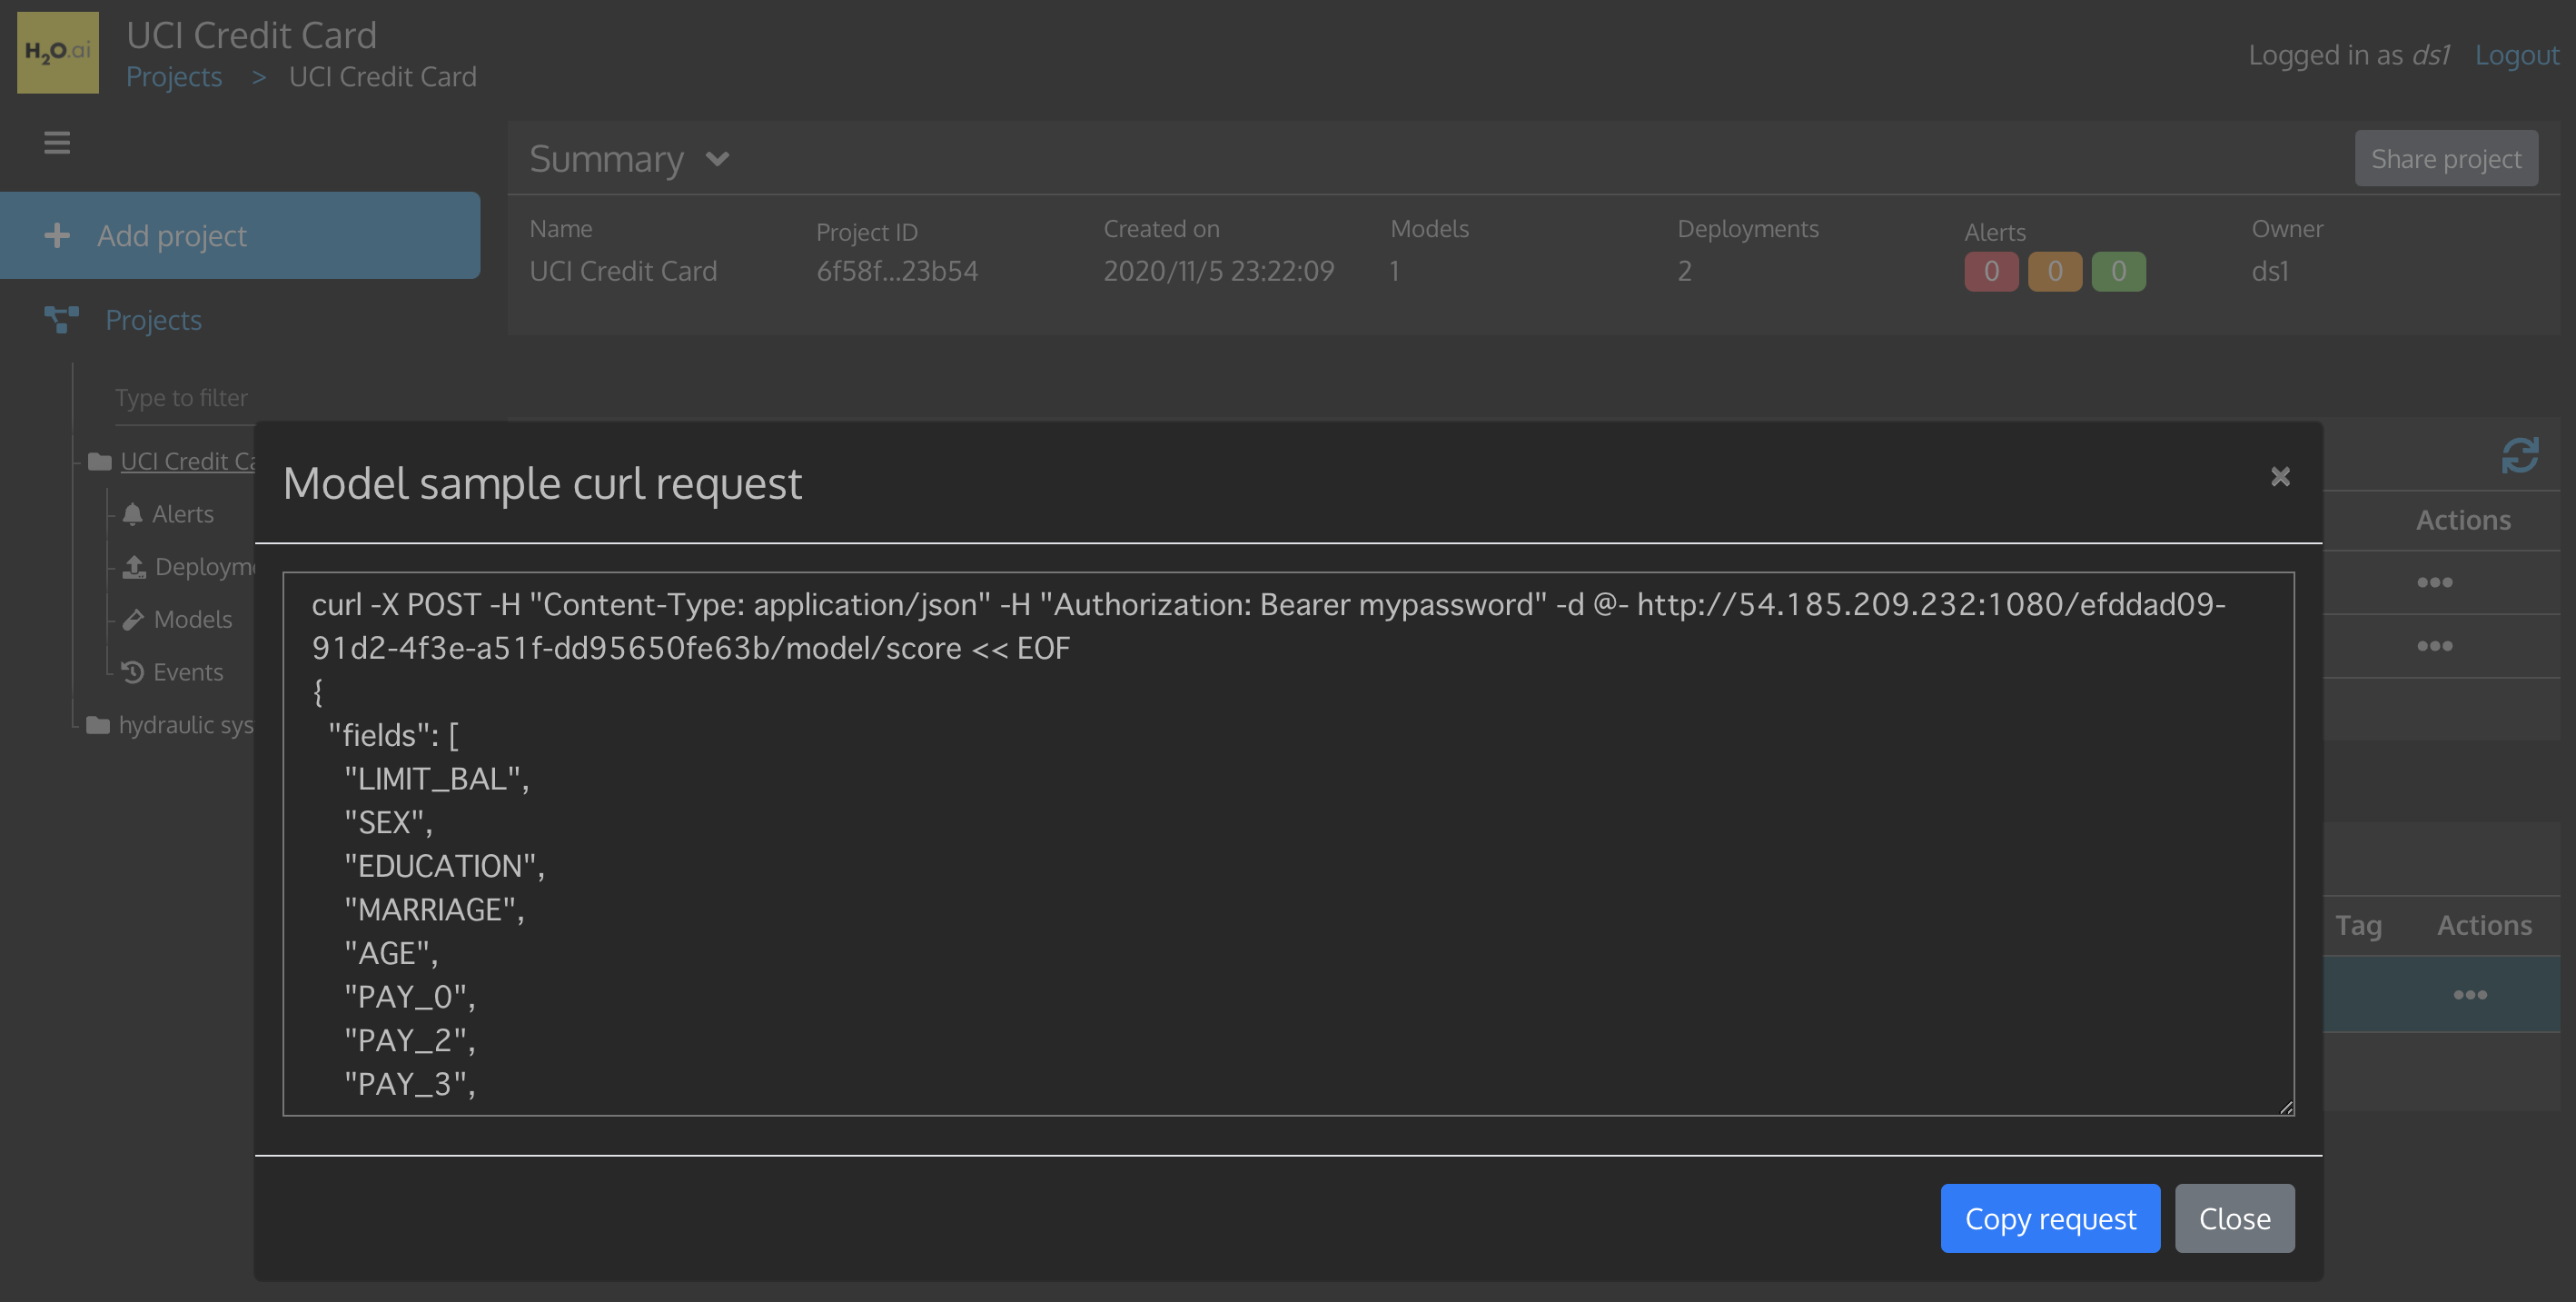 H2O.ai
UCI Credit Card
Projects > UCI Credit Card
Logged in as ds1 Logout
Summary
Share project
Add project
Name Project ID Created on Models Deployments Alerts Owner
UCI Credit Card 6f58f...23b54 2020/11/5 23:22:09 1 2 0 0 0 ds1
Projects
Type to filter
UCI Credit Ca
Alerts
Deployme
Models
Events
hydraulic sys
Model sample curl request
×
curl -X POST -H "Content-Type: application/json" -H "Authorization: Bearer mypassword" -d @- http://54.185.209.232:1080/efddad09-
91d2-4f3e-a51f-dd95650fe63b/model/score << EOF
{
"fields": [
"LIMIT_BAL",
"SEX",
"EDUCATION",
"MARRIAGE",
"AGE",
"PAY_0",
"PAY_2",
"PAY_3",
Copy request Close
Actions
Tag Actions